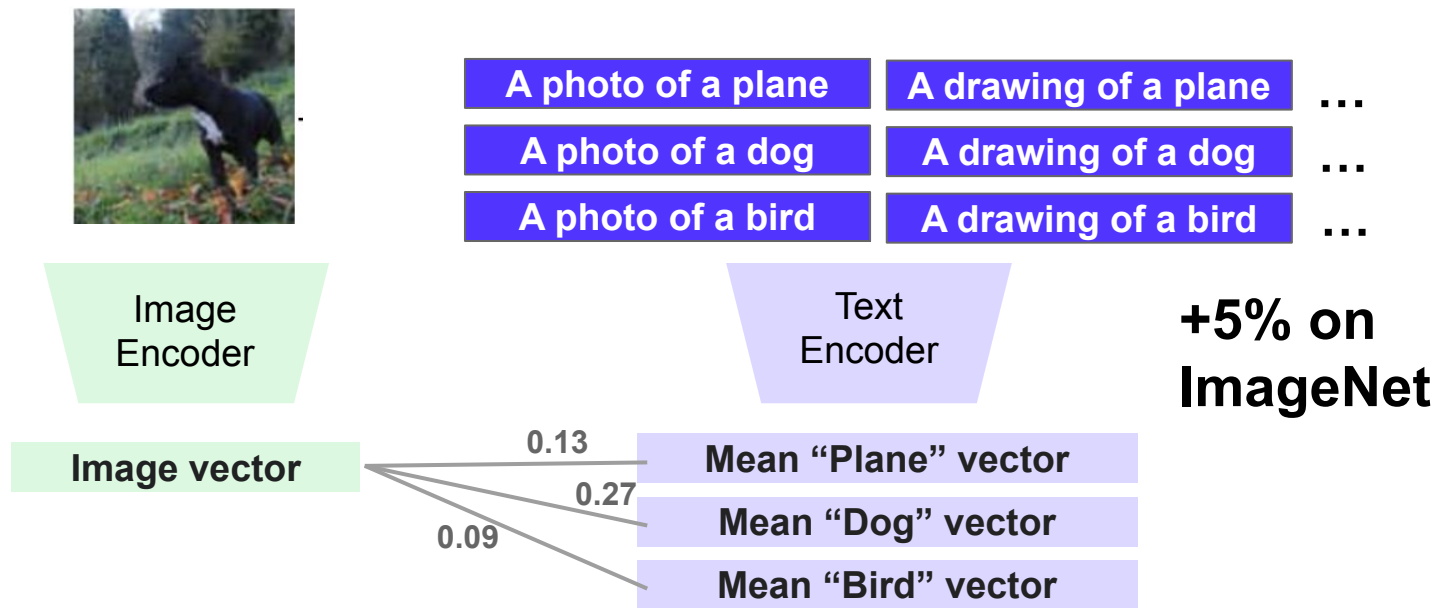 A photo of a plane
A drawing of a plane
...
A photo of a dog
A drawing of a dog
...
A photo of a bird
A drawing of a bird
...
Image
Encoder
Text
Encoder
+5% on
ImageNet
Image vector
0.13
0.27
0.09
Mean “Plane” vector
Mean “Dog” vector
Mean “Bird” vector